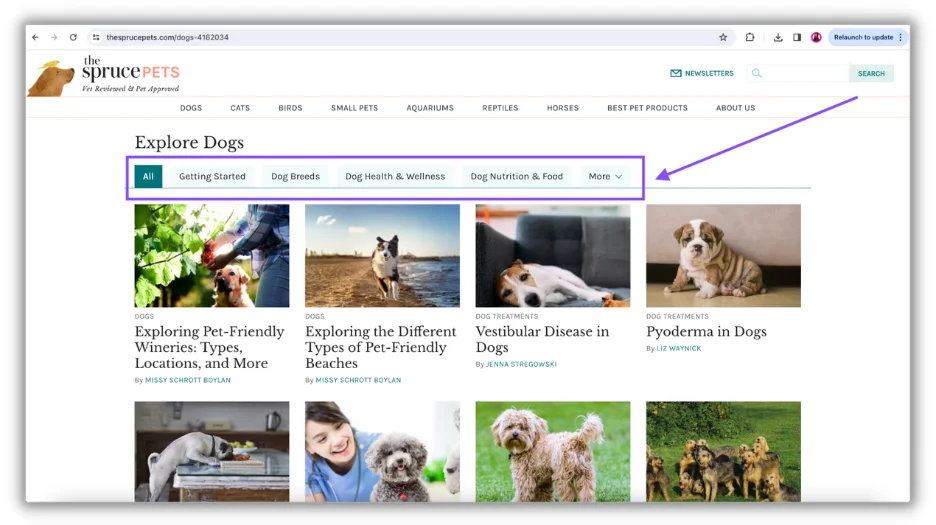 thesprucepets.com/dogs-4162034
Relaunch to update
the
spruce PETS
Vet Reviewed & Pet Approved
NEWSLETTERS
SEARCH
DOGS CATS BIRDS SMALL PETS AQUARIUMS REPTILES HORSES BEST PET PRODUCTS ABOUT US
Explore Dogs
All Getting Started Dog Breeds Dog Health & Wellness Dog Nutrition & Food More
DOGS
Exploring Pet-Friendly
Wineries: Types,
Locations, and More
By MISSY SCHROTT BOYLAN
DOGS
Exploring the Different
Types of Pet-Friendly
Beaches
By MISSY SCHROTT BOYLAN
DOG TREATMENTS
Vestibular Disease in
Dogs
By JENNA STREGOWSKI
DOG TREATMENTS
Pyoderma in Dogs
By LIZ WAYNICK